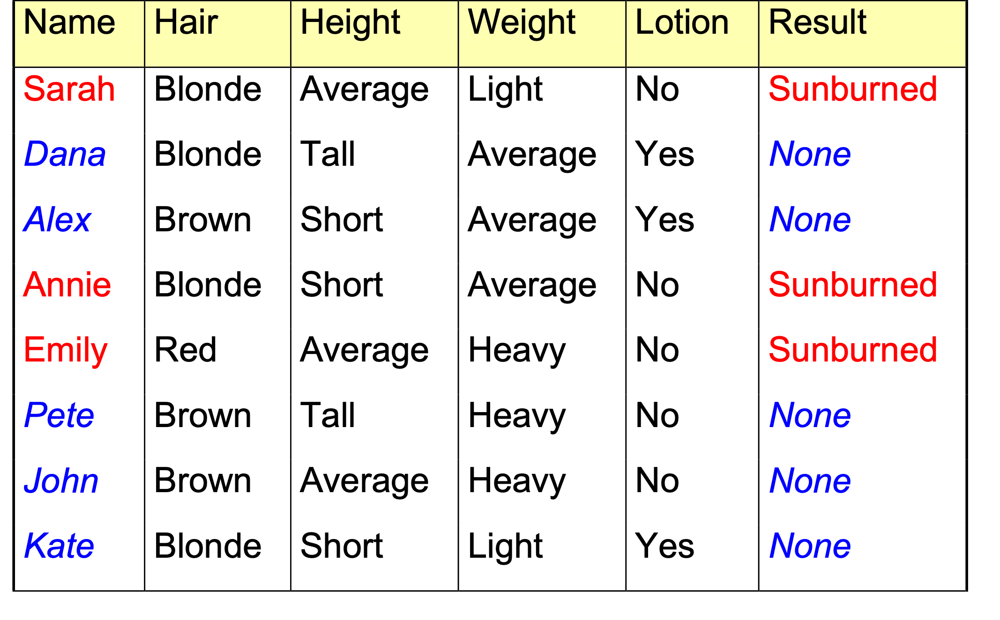 Name Hair Height Weight Lotion Result
Sarah Blonde Average Light No Sunburned
Dana Blonde Tall Average Yes None
Alex Brown Short Average Yes None
Annie Blonde Short Average No Sunburned
Emily Red Average Heavy No Sunburned
Pete Brown Tall Heavy No None
John Brown Average Heavy No None
Kate Blonde Short Light Yes None